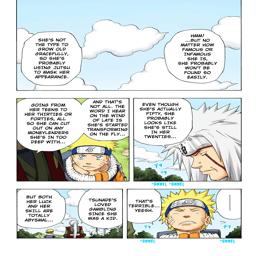 HMM!
...BUT NO
MATTER HOW
FAMOUS OR
INFAMOUS
SHE IS,
SHE PROBABLY
WON'T BE
FOUND SO
EASILY.
SHE'S NOT
THE TYPE
TO GROW
OLD
GRACEFULLY,
SO SHE'S
PROBABLY
USING JUTSU
TO MASK HER
APPEARANCE.
EVEN THOUGH
SHE'S
ACTUALLY
FIFTY, SHE
PROBABLY
LOOKS LIKE
SHE'S STILL
IN HER
TWENTIES...
AND THAT'S
NOT ALL. THE
WORD I HEAR
ON THE WIND
OF LATE IS
SHE'S STARTED
TRANSFORMING
ON THE FLY...
GOING FROM
HER TEENS TO
HER THIRTIES OR
FORTIES, ALL
SO SHE CAN CUT
OUT ON ANY
MONEYLENDERS
SHE'S IN TOO
DEEP WITH...
THAT'S
TERRIBLE.
YEESH.
TSUNADE'S
LOVED
GAMBLING
SINCE SHE
WAS A KID.
BUT BOTH
HER LUCK
AND HER
SKILL ARE
TOTALLY
ABYSMAL...